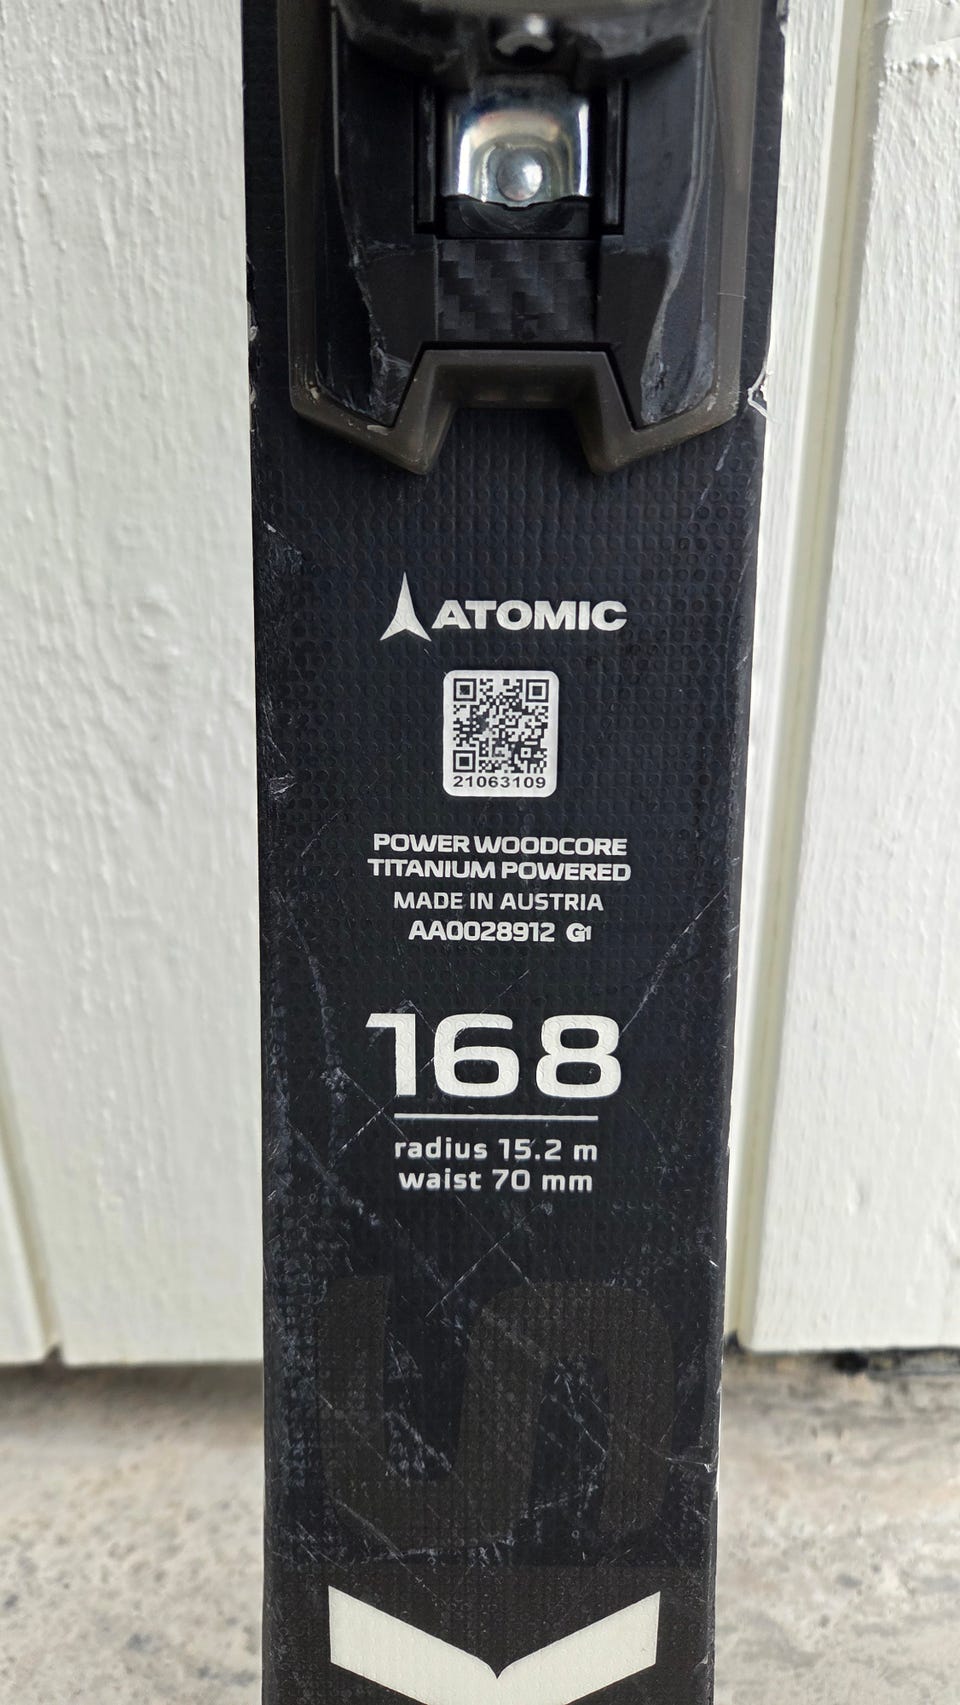 ATOMIC
21063109
POWER WOODCORE
TITANIUM POWERED
MADE IN AUSTRIA
AA0028912 G1
168
radius 15.2 m
waist 70 mm
S